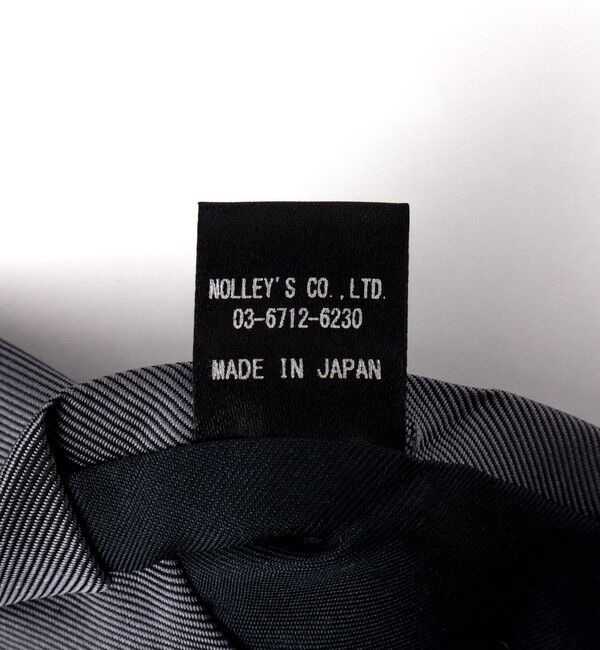 NOLLEY'S CO.,LTD.
03-6712-6230
MADE IN JAPAN